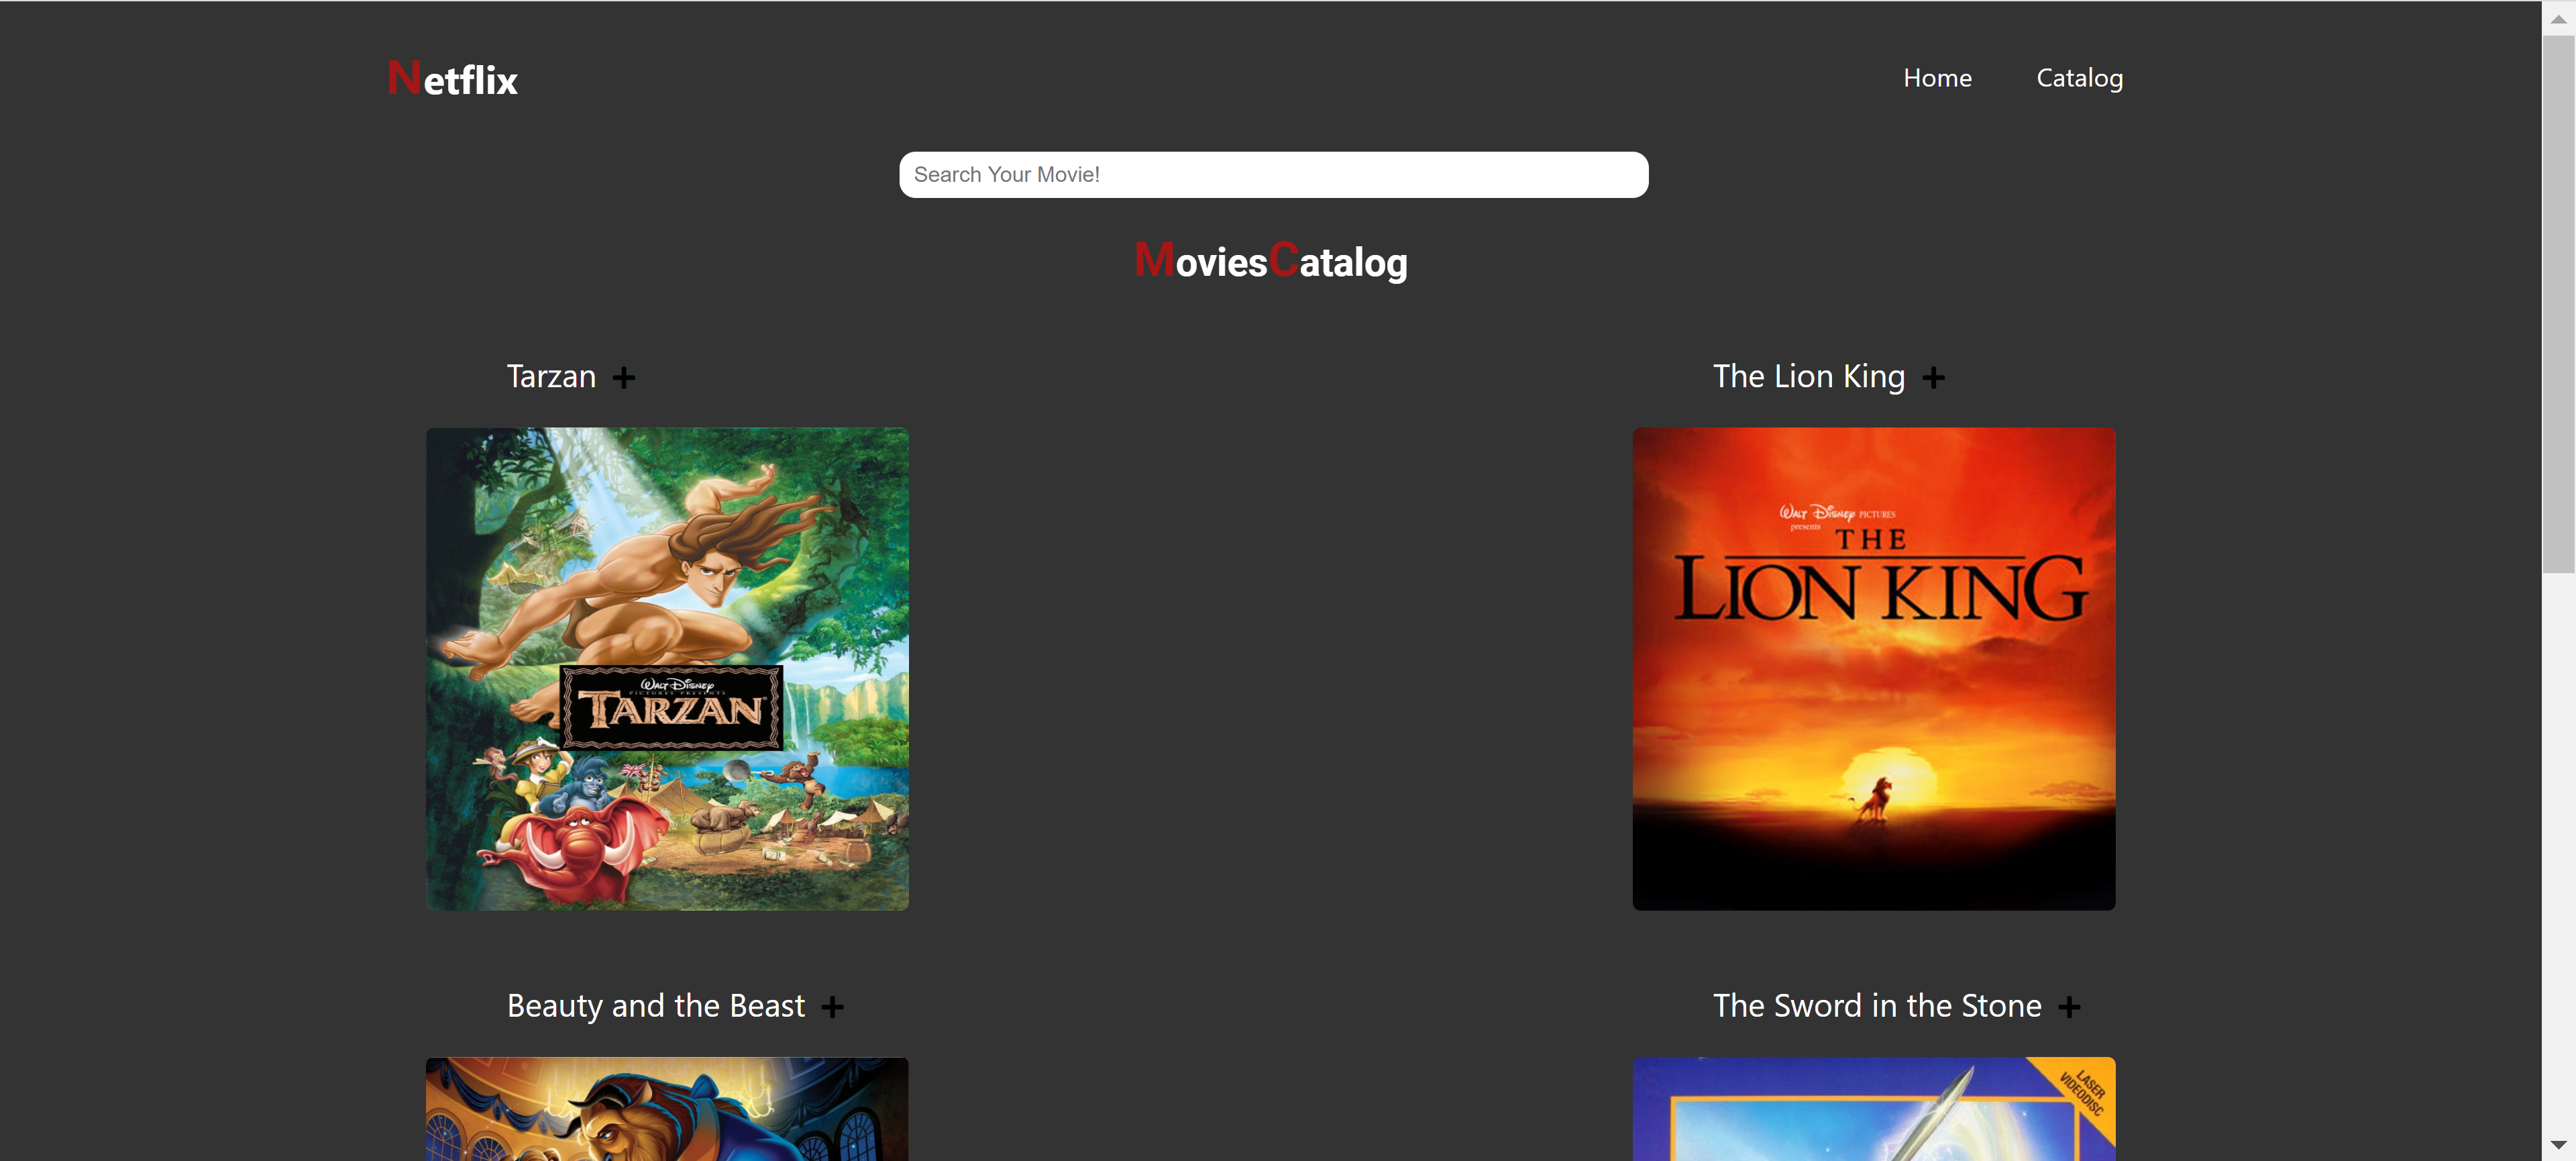 Netflix
Home
Catalog
Search Your Movie!
MoviesCatalog
Tarzan +
The Lion King +
WALT DISNEY
PICTURES PRESENTS
TARZAN
WALT DISNEY PICTURES
presents
THE
LION KING
Beauty and the Beast +
The Sword in the Stone +
LASER
VIDEODISC